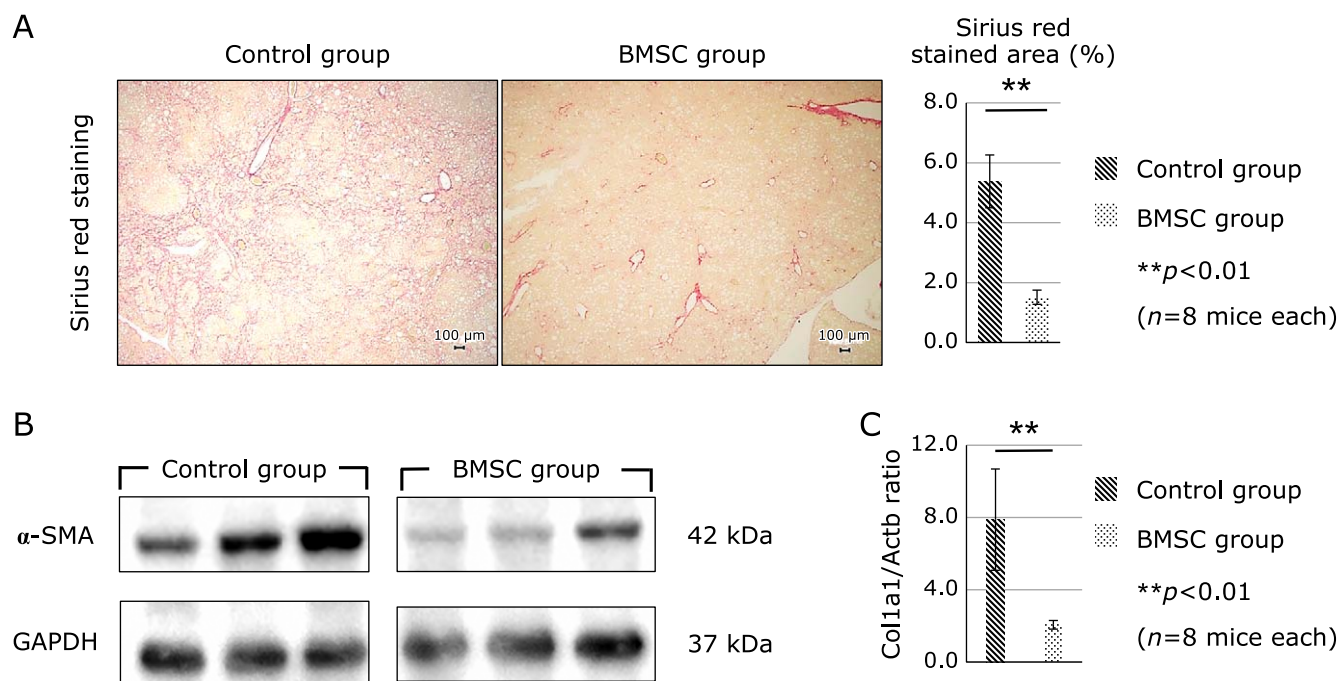 A
Control group
BMSC group
Sirius red
stained area (%)
Sirius red staining
100 µm
100 µm
**
8.0
6.0
4.0
2.0
0.0
Control group
BMSC group
**p<0.01
(n=8 mice each)
B
Control group
BMSC group
α-SMA
42 kDa
GAPDH
37 kDa
C
Col1a1/Actb ratio
**
12.0
8.0
4.0
0.0
Control group
BMSC group
**p<0.01
(n=8 mice each)